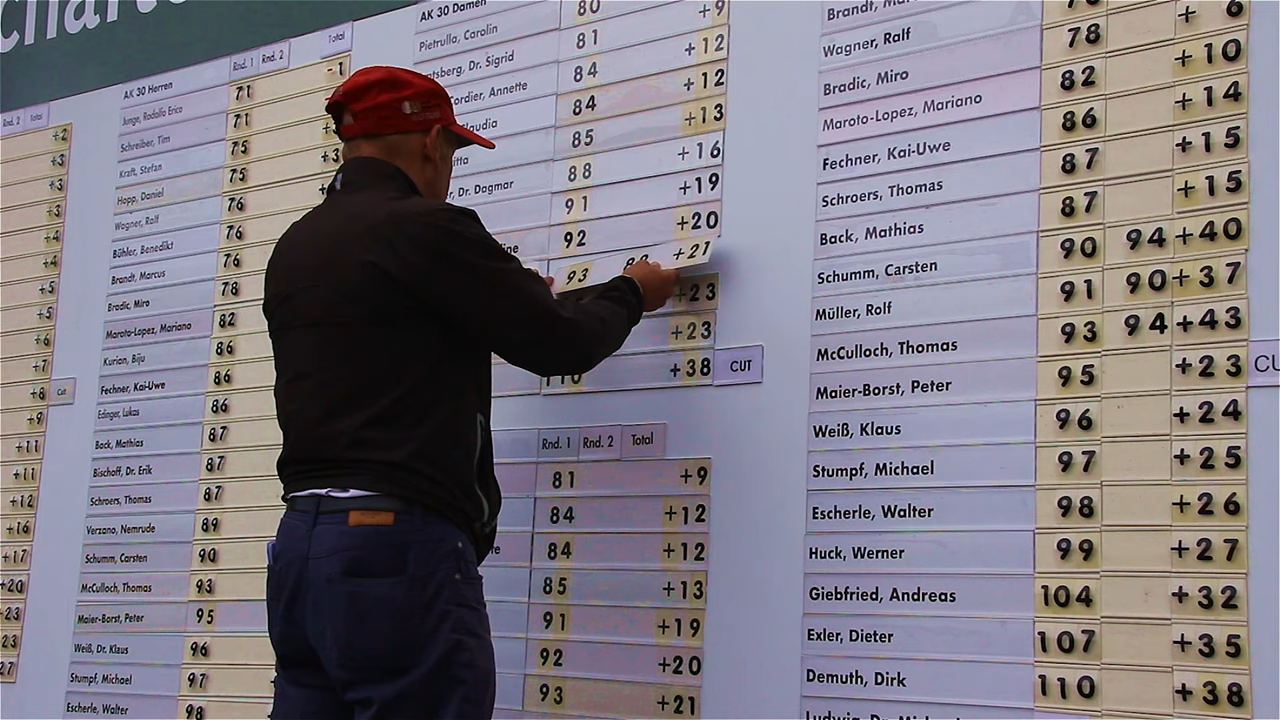 Rnd. 2 Total
+2
+3
+3
+3
+4
+4
+5
+5
+6
+7
+8 Cut
+9
+11
+11
+12
+16
+17
+20
+23
23
27
AK 30 Herren Rnd. 1 Rnd. 2 Total
Junge, Rodolfo Erico 71 -1
Schreiber, Tim 71
Kraft, Stefan 75
Hopp, Daniel 75
Wagner, Ralf 76
Bühler, Benedikt 76
Brandt, Marcus 76
Bradic, Miro 78
Maroto-Lopez, Mariano 82
Kurian, Biju 86
Fechner, Kai-Uwe 86
Edinger, Lukas 86
Back, Mathias 87
Bischoff, Dr. Erik 87
Schroers, Thomas 87
Verzano, Nemrude 89
Schumm, Carsten 90
McCulloch, Thomas 93
Maier-Borst, Peter 95
Weiß, Dr. Klaus 96
Stumpf, Michael 97
Escherle, Walter 98
AK 30 Damen
Pietrulla, Carolin 80
Dr. Sigrid 81 +9
Annette 84 +12
84 +12
85 +13
Dr. Dagmar 88 +16
91 +19
92 +20
93 +21
+23
+23
+38 CUT
Rnd. 1 Rnd. 2 Total
81 +9
84 +12
84 +12
85 +13
91 +19
92 +20
93 +21
Wagner, Ralf
Bradic, Miro 78 +6
Maroto-Lopez, Mariano 82 +10
Fechner, Kai-Uwe 86 +14
Schroers, Thomas 87 +15
Back, Mathias 87 +15
Schumm, Carsten 90 94 +40
Müller, Rolf 91 90 +37
McCulloch, Thomas 93 94 +43
Maier-Borst, Peter 95 +23
Weiß, Klaus 96 +24
Stumpf, Michael 97 +25
Escherle, Walter 98 +26
Huck, Werner 99 +27
Giebfried, Andreas 104 +32
Exler, Dieter 107 +35
Demuth, Dirk 110 +38